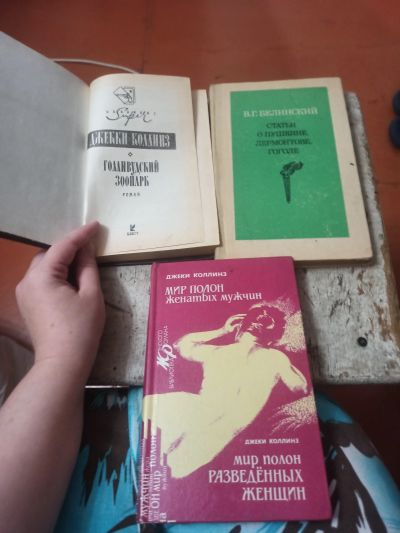 ДЖЕККИ КОЛЛИНЗ
ГОЛЛИВУДСКИЙ
ЗООПАРК
РОМАН
В.Г. БЕЛИНСКИЙ
СТАТЬИ
О ПУШКИНЕ,
ЛЕРМОНТОВЕ,
ГОГОЛЕ
ДЖЕКИ КОЛЛИНЗ
МИР ПОЛОН
женатых мужчин
ДЖЕКИ КОЛЛИНЗ
мир полон
РАЗВЕДЁННЫХ
ЖЕНЩИН